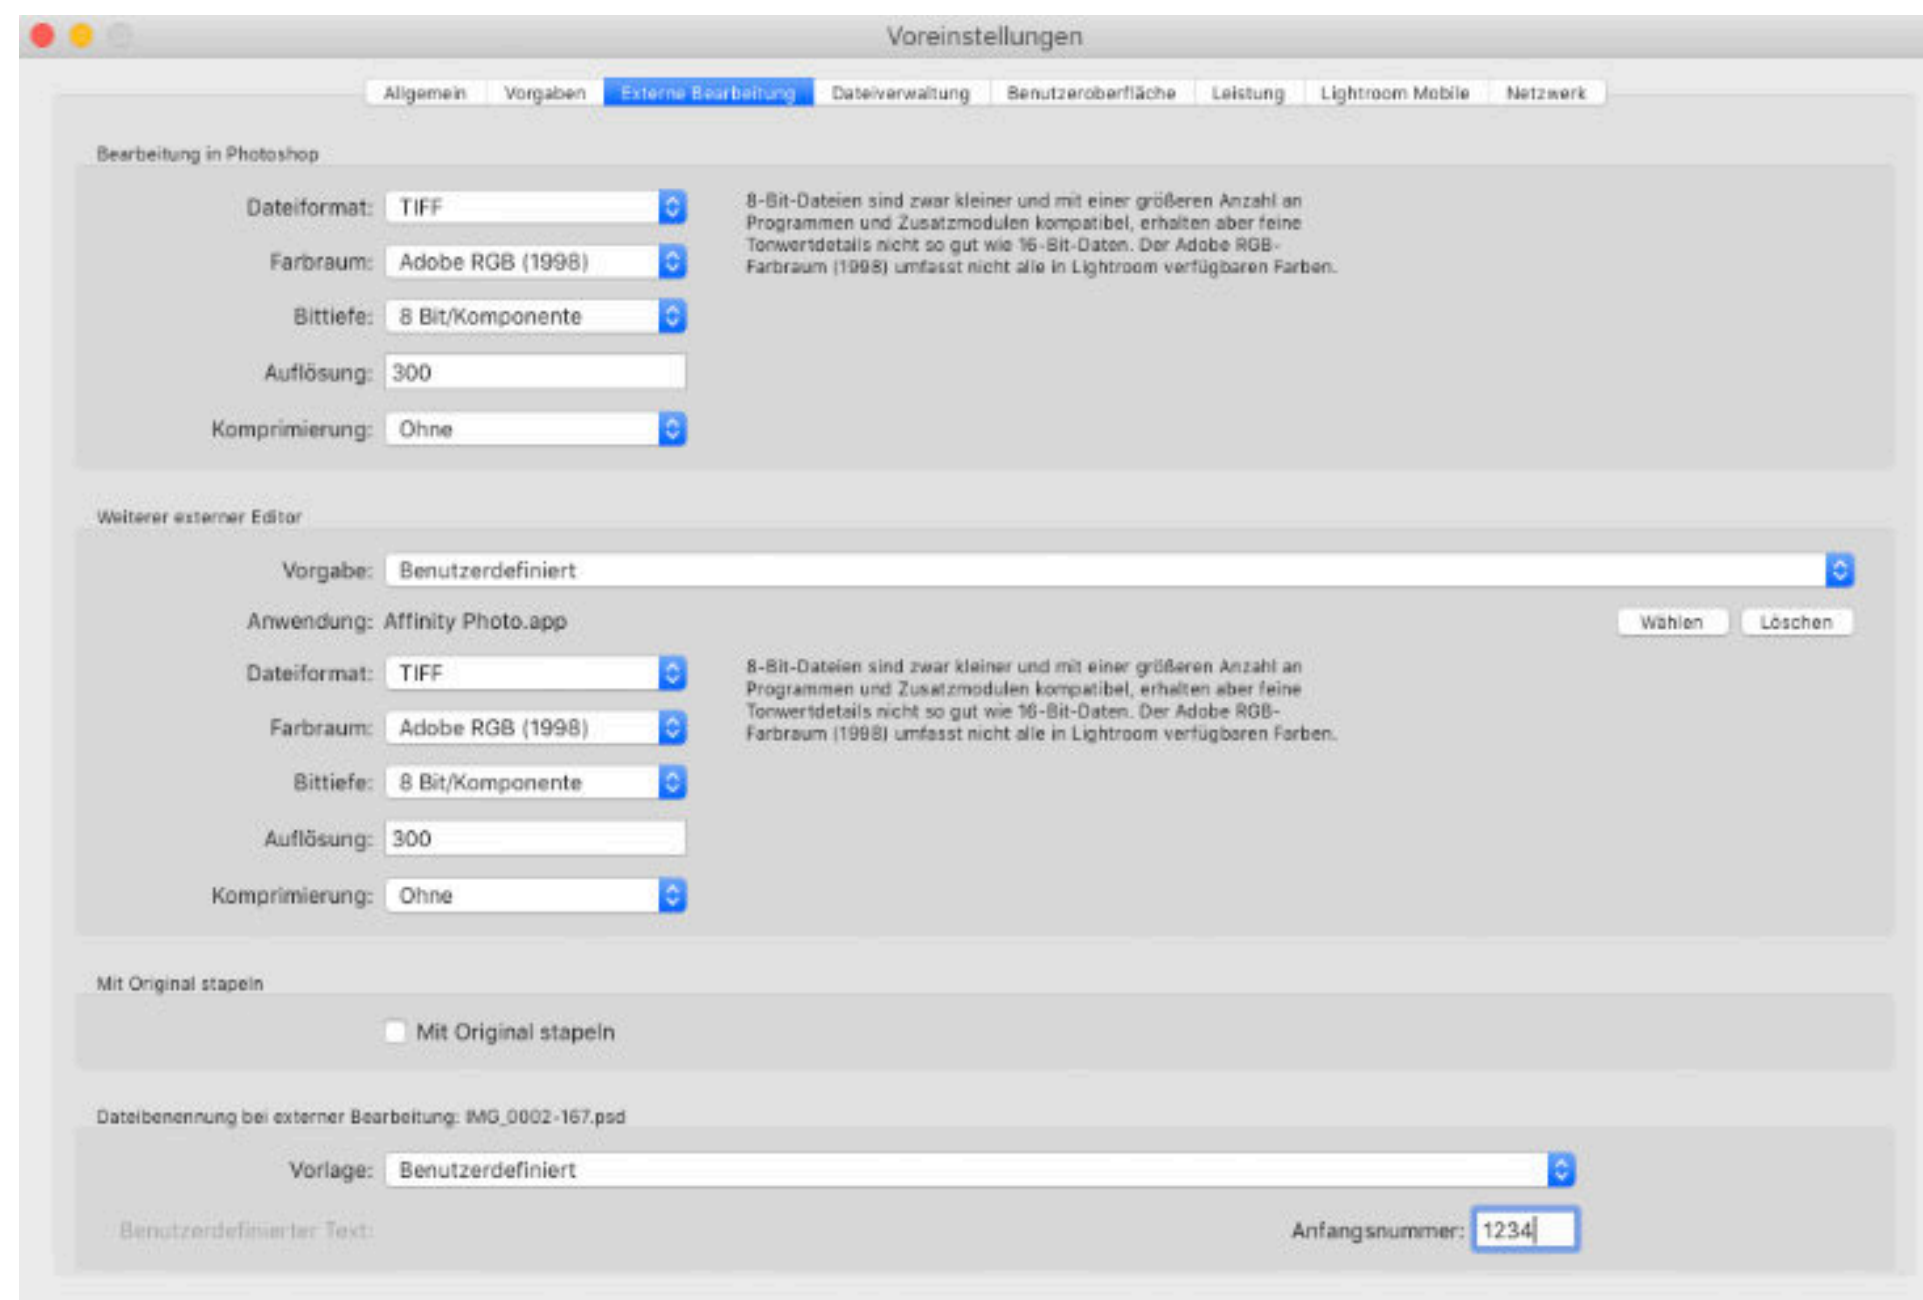 Voreinstellungen
Allgemein Vorgaben Externe Bearbeitung Dateiverwaltung Benutzeroberfläche Leistung Lightroom Mobile Netzwerk
Bearbeitung in Photoshop
Dateiformat: TIFF
Farbraum: Adobe RGB (1998)
Bittiefe: 8 Bit/Komponente
Auflösung: 300
Komprimierung: Ohne
8-Bit-Dateien sind zwar kleiner und mit einer größeren Anzahl an
Programmen und Zusatzmodulen kompatibel, erhalten aber feine
Tonwertdetails nicht so gut wie 16-Bit-Daten. Der Adobe RGB-
Farbraum (1998) umfasst nicht alle in Lightroom verfügbaren Farben.
Weiterer externer Editor
Vorgabe: Benutzerdefiniert
Anwendung: Affinity Photo.app Wählen Löschen
Dateiformat: TIFF
Farbraum: Adobe RGB (1998)
Bittiefe: 8 Bit/Komponente
Auflösung: 300
Komprimierung: Ohne
8-Bit-Dateien sind zwar kleiner und mit einer größeren Anzahl an
Programmen und Zusatzmodulen kompatibel, erhalten aber feine
Tonwertdetails nicht so gut wie 16-Bit-Daten. Der Adobe RGB-
Farbraum (1998) umfasst nicht alle in Lightroom verfügbaren Farben.
Mit Original stapeln
Mit Original stapeln
Dateibenennung bei externer Bearbeitung: IMG_0002-167.psd
Vorlage: Benutzerdefiniert
Benutzerdefinierter Text: Anfangsnummer: 1234